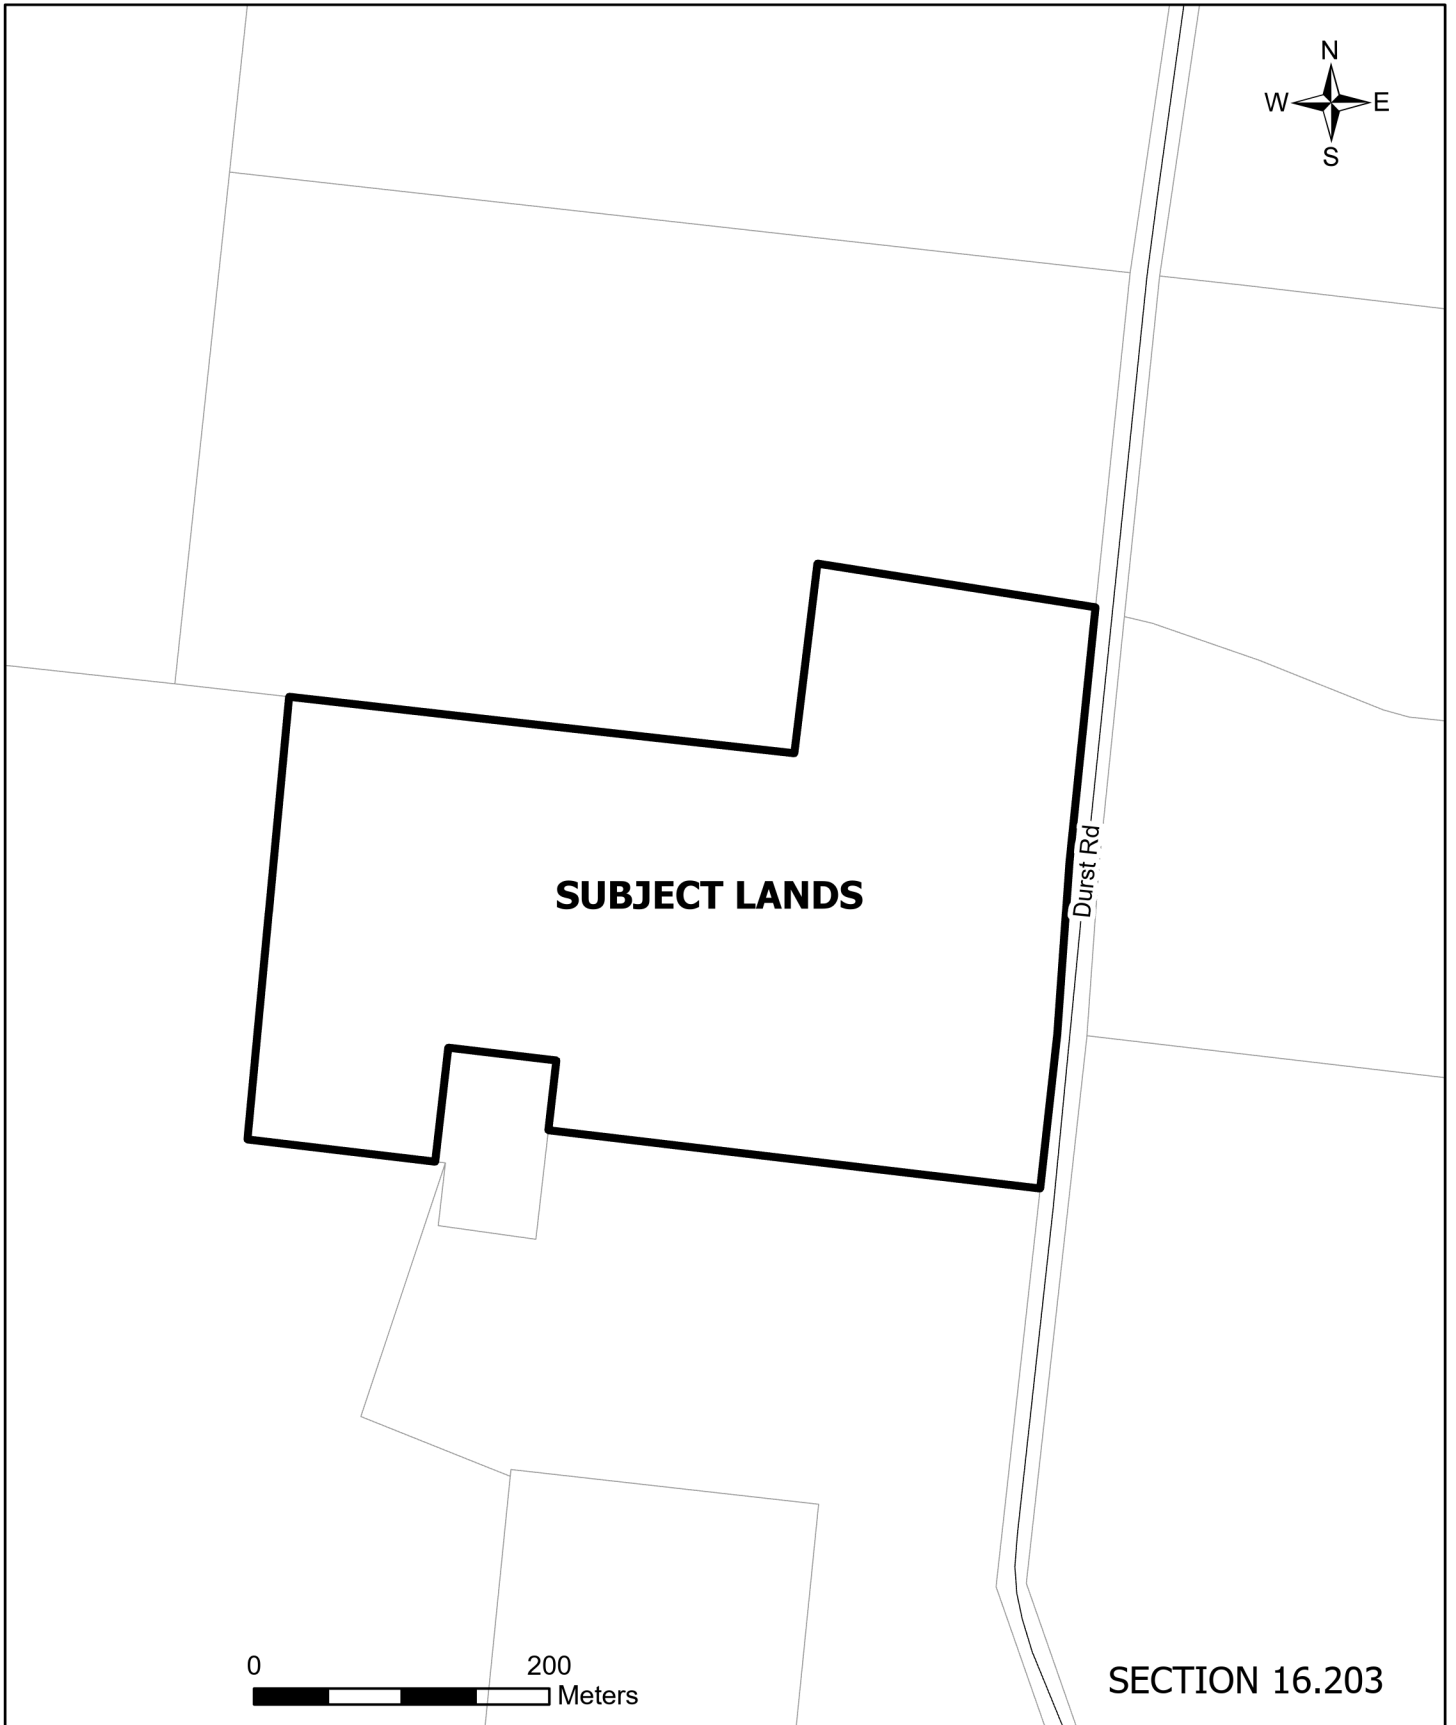 N
W E
S
SUBJECT LANDS
Durst Rd
0 200
Meters
SECTION 16.203